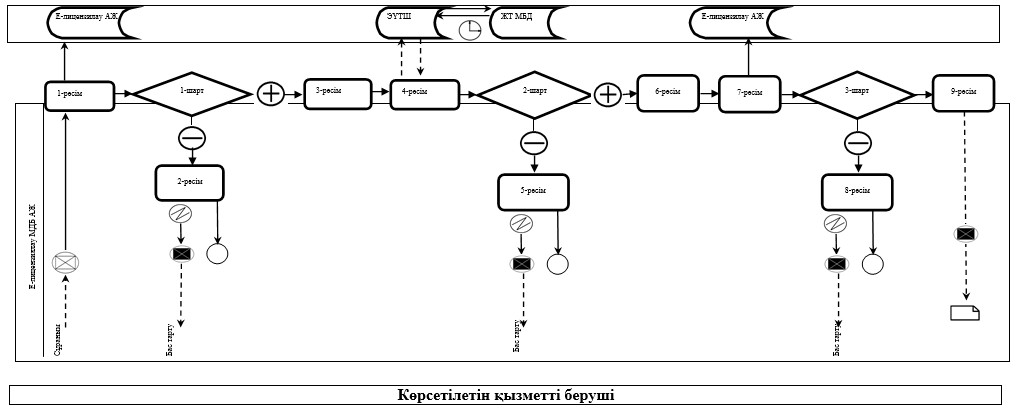 Е-лицензиялау АЖ
ЭҮТШ
ЖТ МБД
Е-лицензиялау АЖ
1-рәсім
1-шарт
3-рәсім
4-рәсім
2-шарт
6-рәсім
7-рәсім
3-шарт
9-рәсім
2-рәсім
5-рәсім
8-рәсім
Е-лицензиялау МДБ АЖ
Сұраным
Бас тарту
Бас тарту
Бас тарту
Көрсетілетін қызметті беруші